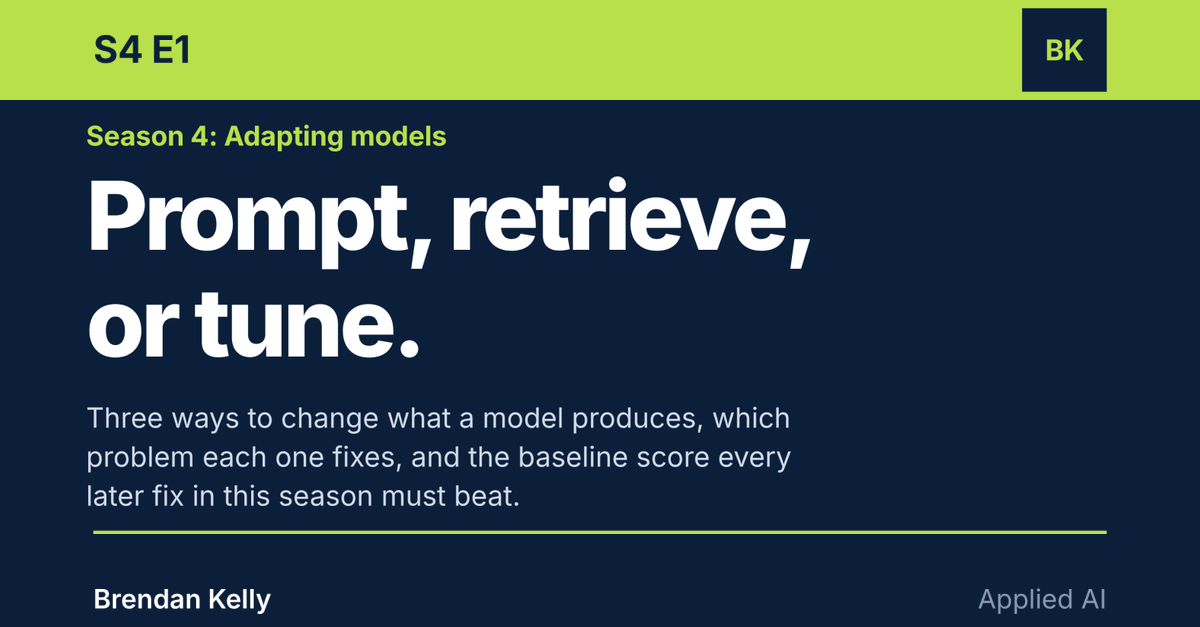 S4 E1
BK
Season 4: Adapting models
Prompt, retrieve,
or tune.
Three ways to change what a model produces, which
problem each one fixes, and the baseline score every
later fix in this season must beat.
Brendan Kelly
Applied AI